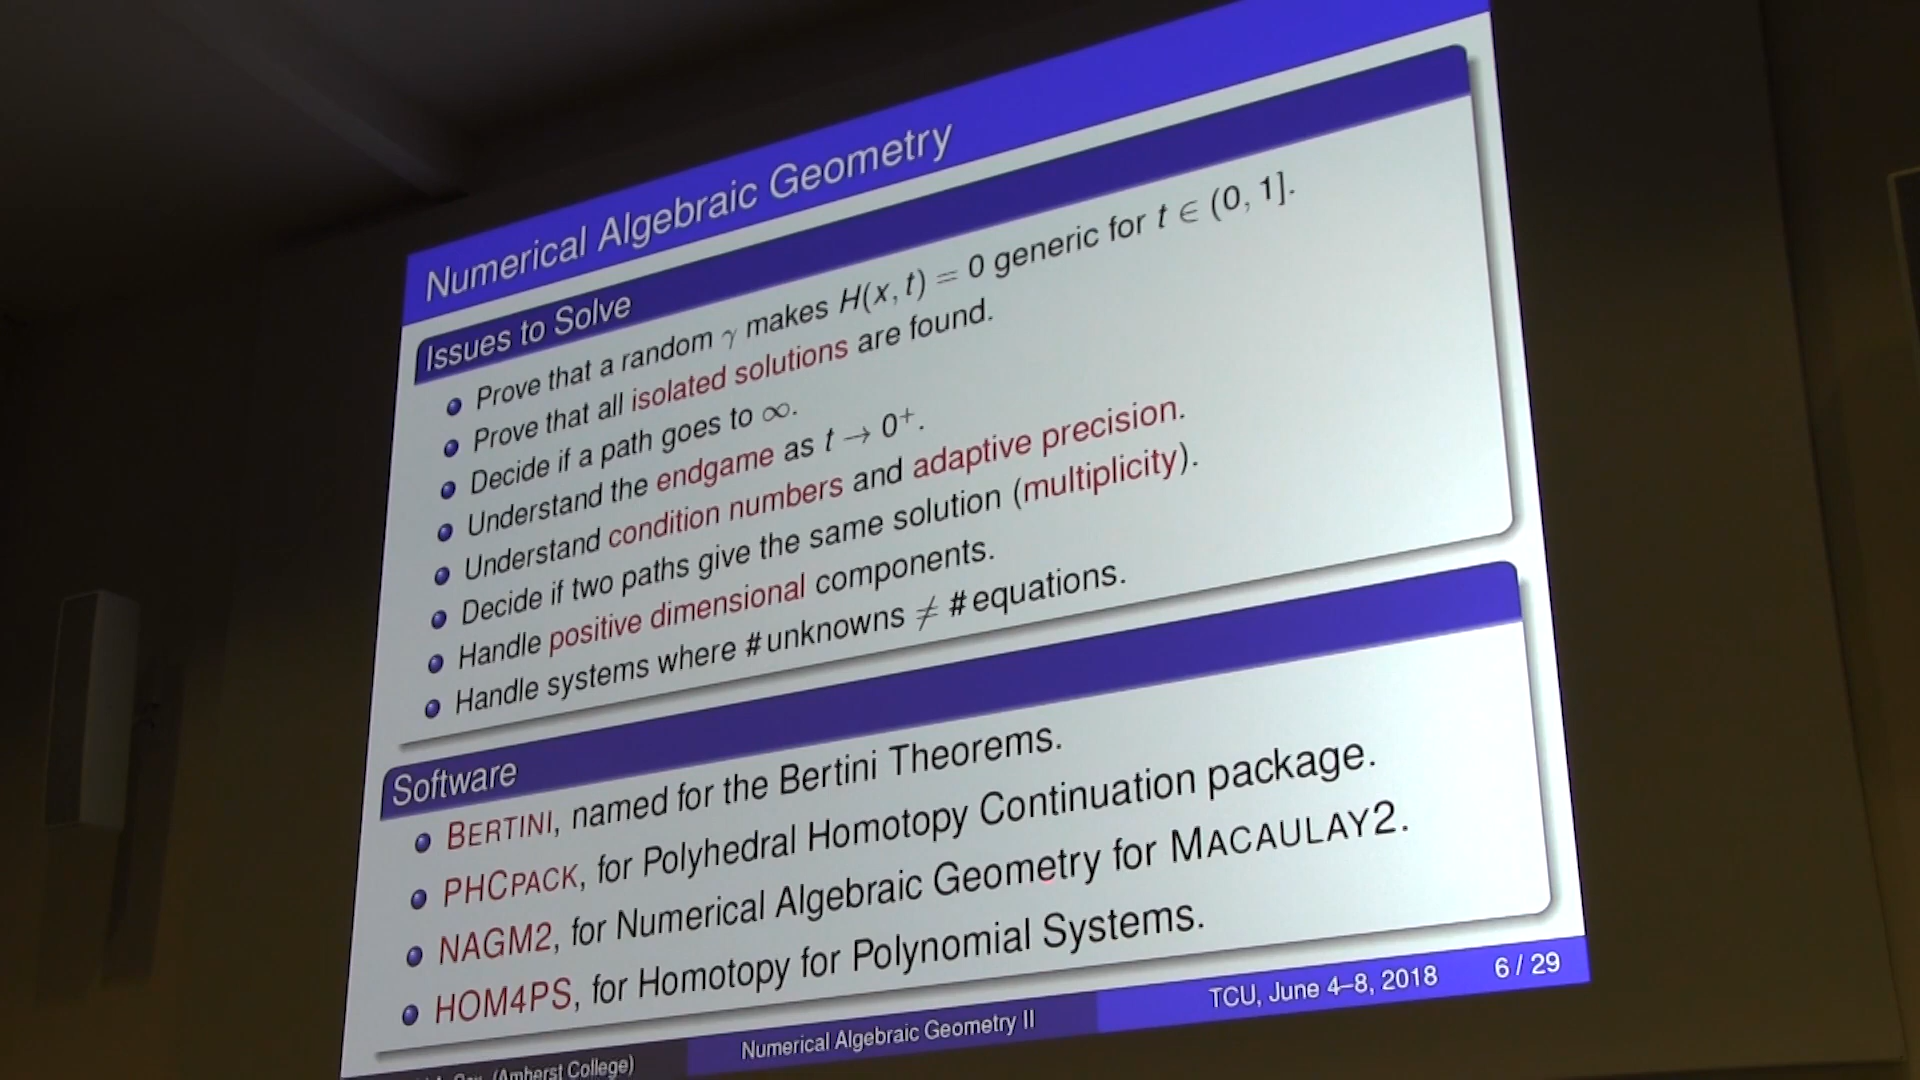 Numerical Algebraic Geometry
Issues to Solve
Prove that a random γ makes H(x, t) = 0 generic for t ∈ (0, 1].
Prove that all isolated solutions are found.
Decide if a path goes to ∞.
Understand the endgame as t → 0⁺.
Understand condition numbers and adaptive precision.
Decide if two paths give the same solution (multiplicity).
Handle positive dimensional components.
Handle systems where # unknowns ≠ # equations.
Software
BERTINI, named for the Bertini Theorems.
PHCPACK, for Polyhedral Homotopy Continuation package.
NAGM2, for Numerical Algebraic Geometry for MACAULAY2.
HOM4PS, for Homotopy for Polynomial Systems.
(Amherst College)
Numerical Algebraic Geometry II
TCU, June 4–8, 2018
6 / 29